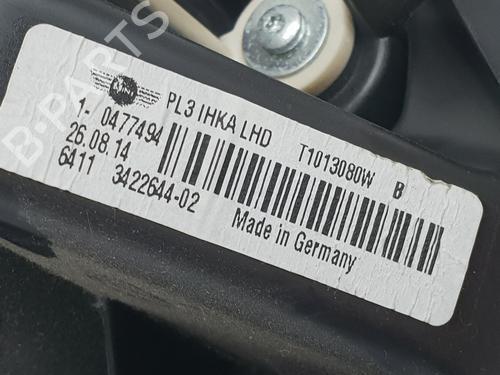 PL3 IHKA LHD T1013080W B
1- 0477494
26.08.14
6411 3422644-02
Made in Germany
B-PARTS